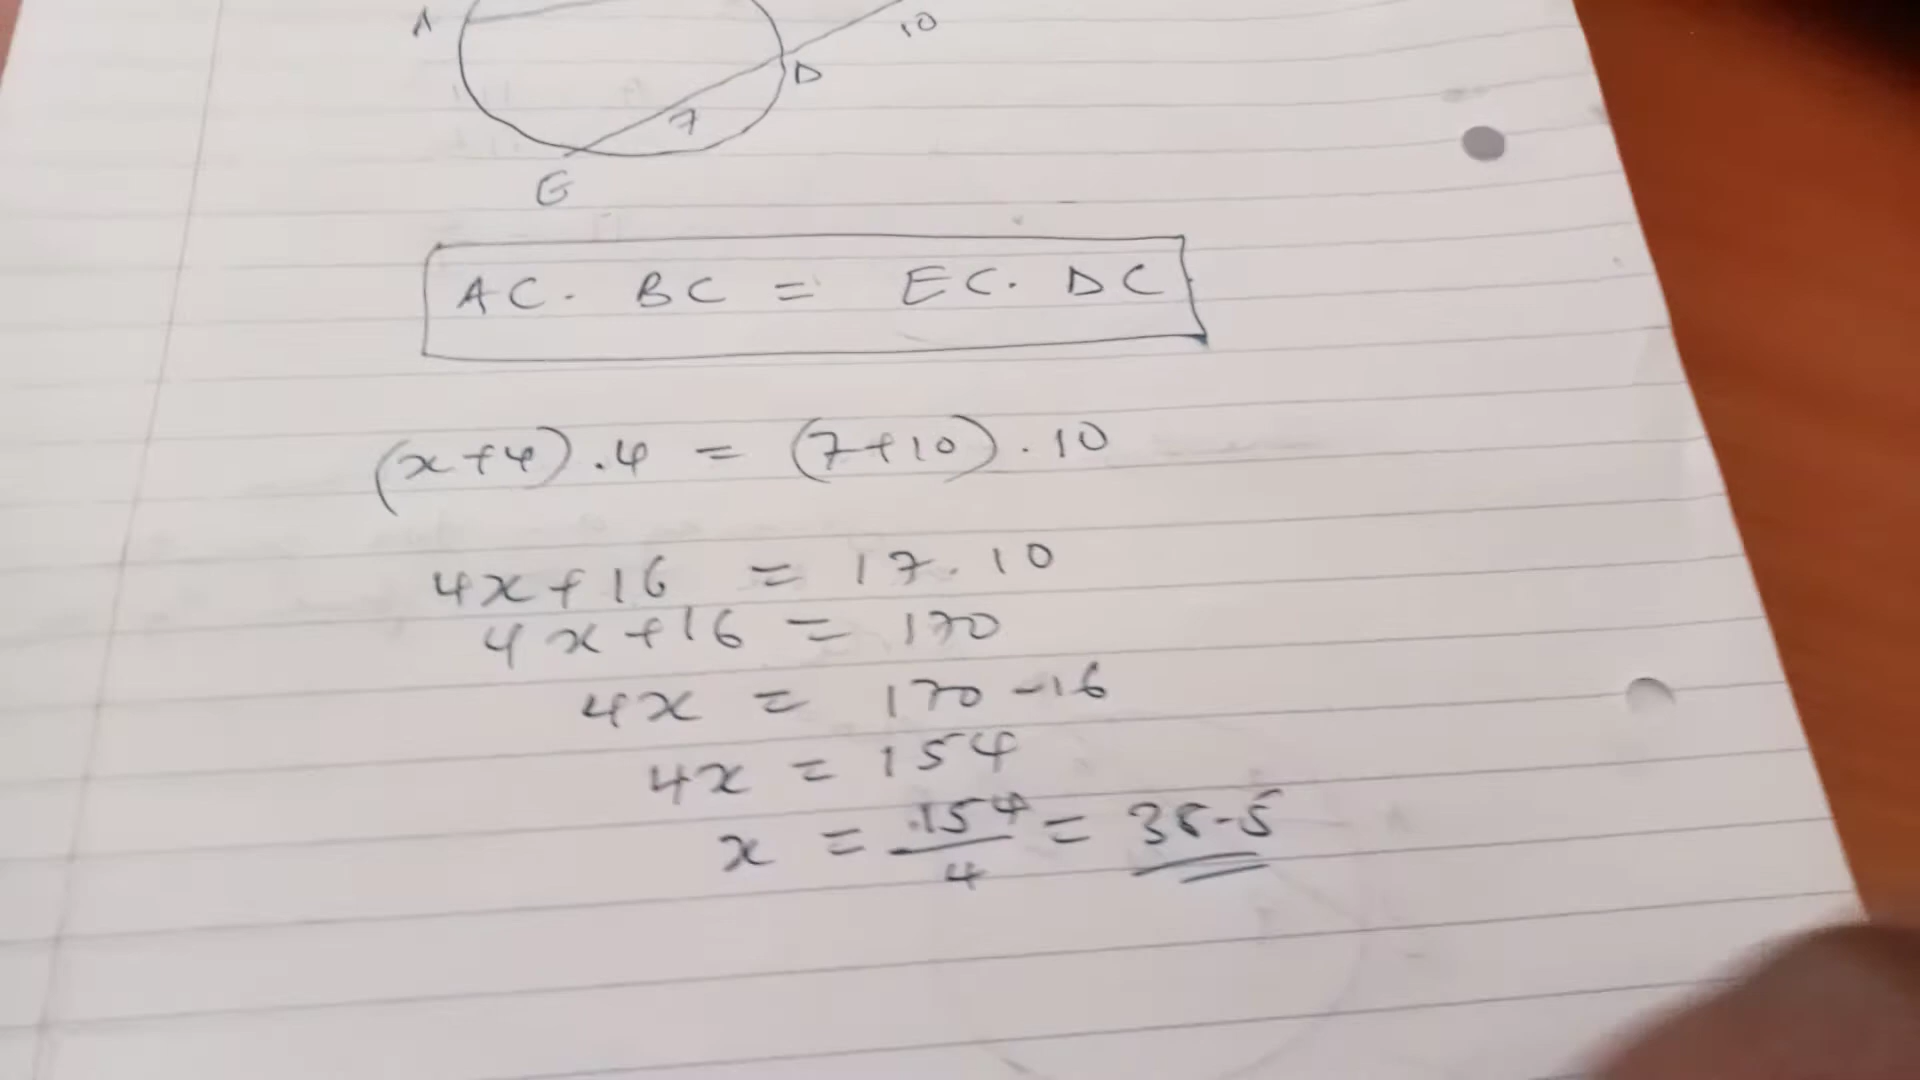 A
10
D
7
E
AC. BC = EC. DC
(x+4).4 = (7+10).10
4x+16 = 17.10
4x+16 = 170
4x = 170-16
4x = 154
x = 154/4 = 38.5